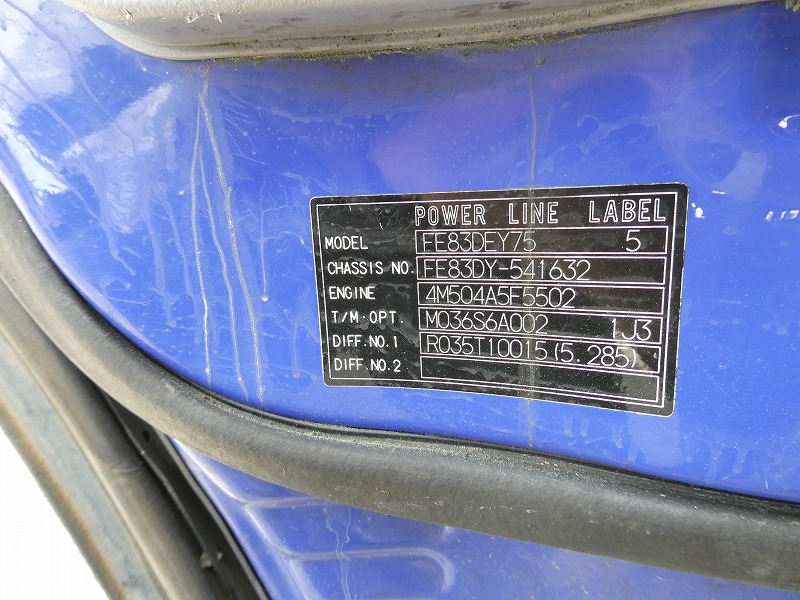 POWER LINE LABEL
MODEL FE83DEY75 5
CHASSIS NO. FE83DY-541632
ENGINE 4M504A5F5502
T/M·OPT. M036S6A002 1J3
DIFF.NO.1 R035T10015(5.285)
DIFF.NO.2